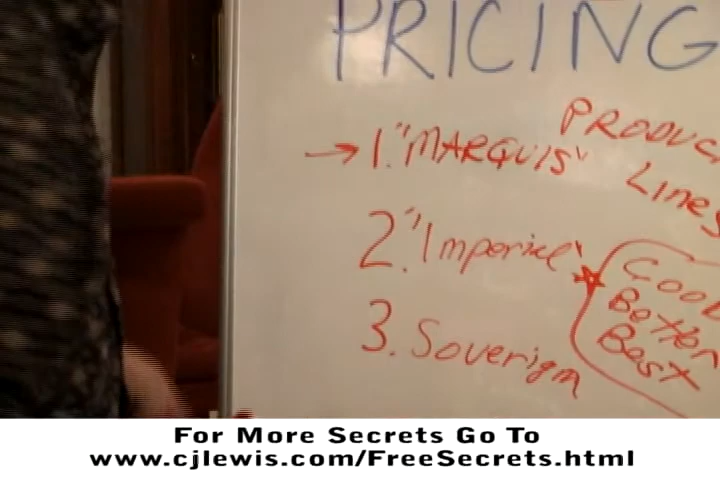 PRICING
PRODUC
→ 1. "MARQUIS"
Lines
2. "Imperial"
GOOD
Better
3. Soverign
Best
For More Secrets Go To
www.cjlewis.com/FreeSecrets.html